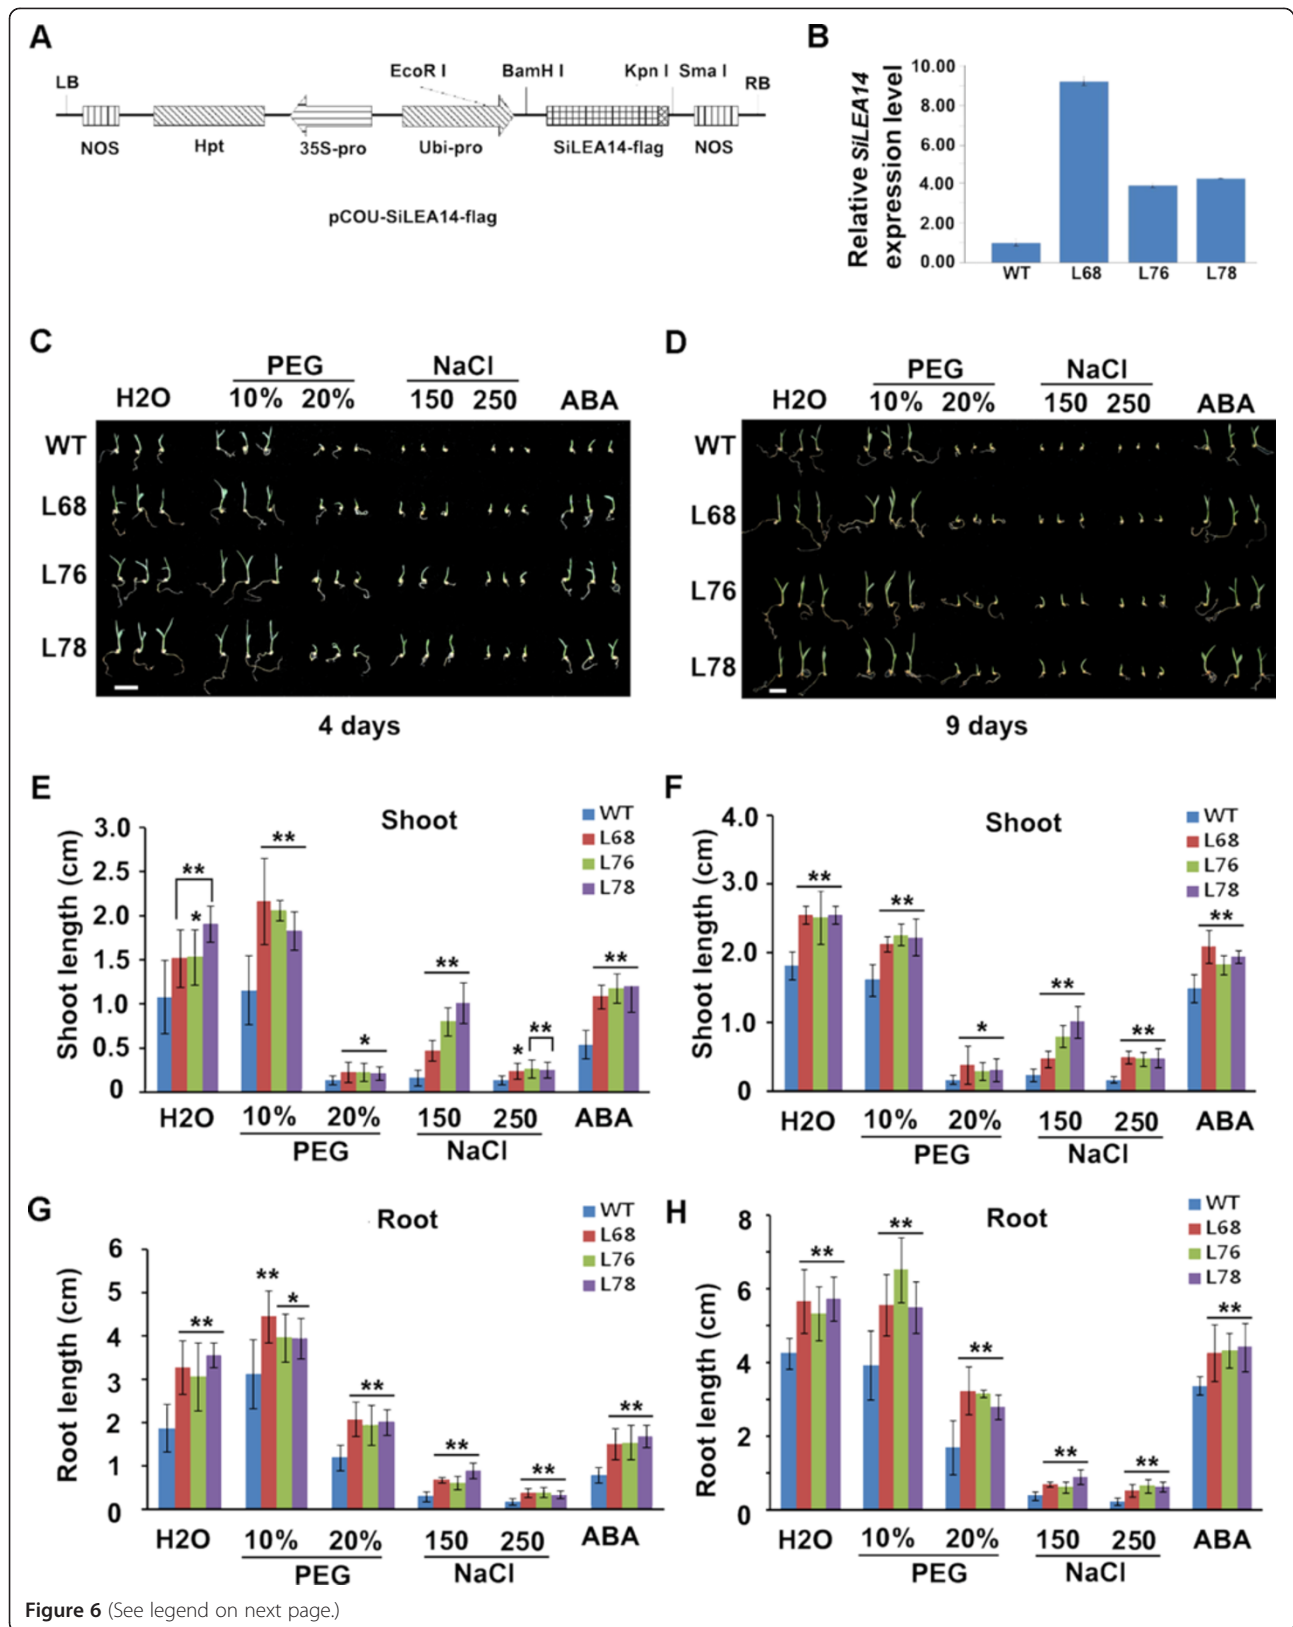 A
LB
EcoR I
BamH I
Kpn I
Sma I
RB
NOS
Hpt
35S-pro
Ubi-pro
SiLEA14-flag
NOS
pCOU-SiLEA14-flag
B
Relative SiLEA14
expression level
10.00
8.00
6.00
4.00
2.00
0.00
WT
L68
L76
L78
C
PEG
NaCl
H2O
10%
20%
150
250
ABA
WT
L68
L76
L78
4 days
D
PEG
NaCl
H2O
10%
20%
150
250
ABA
WT
L68
L76
L78
9 days
E
Shoot
WT
L68
L76
L78
Shoot length (cm)
3.0
2.5
2.0
1.5
1.0
0.5
0
**
*
**
*
**
*
**
**
H2O
10%
20%
150
250
ABA
PEG
NaCl
F
Shoot
WT
L68
L76
L78
Shoot length (cm)
4.0
3.0
2.0
1.0
0
**
**
*
**
**
**
H2O
10%
20%
150
250
ABA
PEG
NaCl
G
Root
WT
L68
L76
L78
Root length (cm)
6
5
4
3
2
1
0
**
**
*
**
**
**
**
H2O
10%
20%
150
250
ABA
PEG
NaCl
H
Root
WT
L68
L76
L78
Root length (cm)
8
6
4
2
0
**
**
**
**
**
**
H2O
10%
20%
150
250
ABA
PEG
NaCl
Figure 6 (See legend on next page.)